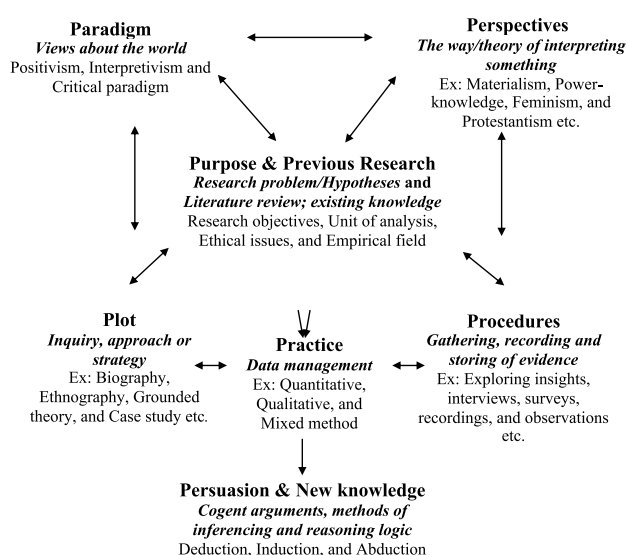 Paradigm
Views about the world
Positivism, Interpretivism and
Critical paradigm
Perspectives
The way/theory of interpreting
something
Ex: Materialism, Power-
knowledge, Feminism, and
Protestantism etc.
Purpose & Previous Research
Research problem/Hypotheses and
Literature review; existing knowledge
Research objectives, Unit of analysis,
Ethical issues, and Empirical field
Plot
Inquiry, approach or
strategy
Ex: Biography,
Ethnography, Grounded
theory, and Case study etc.
Practice
Data management
Ex: Quantitative,
Qualitative, and
Mixed method
Procedures
Gathering, recording and
storing of evidence
Ex: Exploring insights,
interviews, surveys,
recordings, and observations
etc.
Persuasion & New knowledge
Cogent arguments, methods of
inferencing and reasoning logic
Deduction, Induction, and Abduction